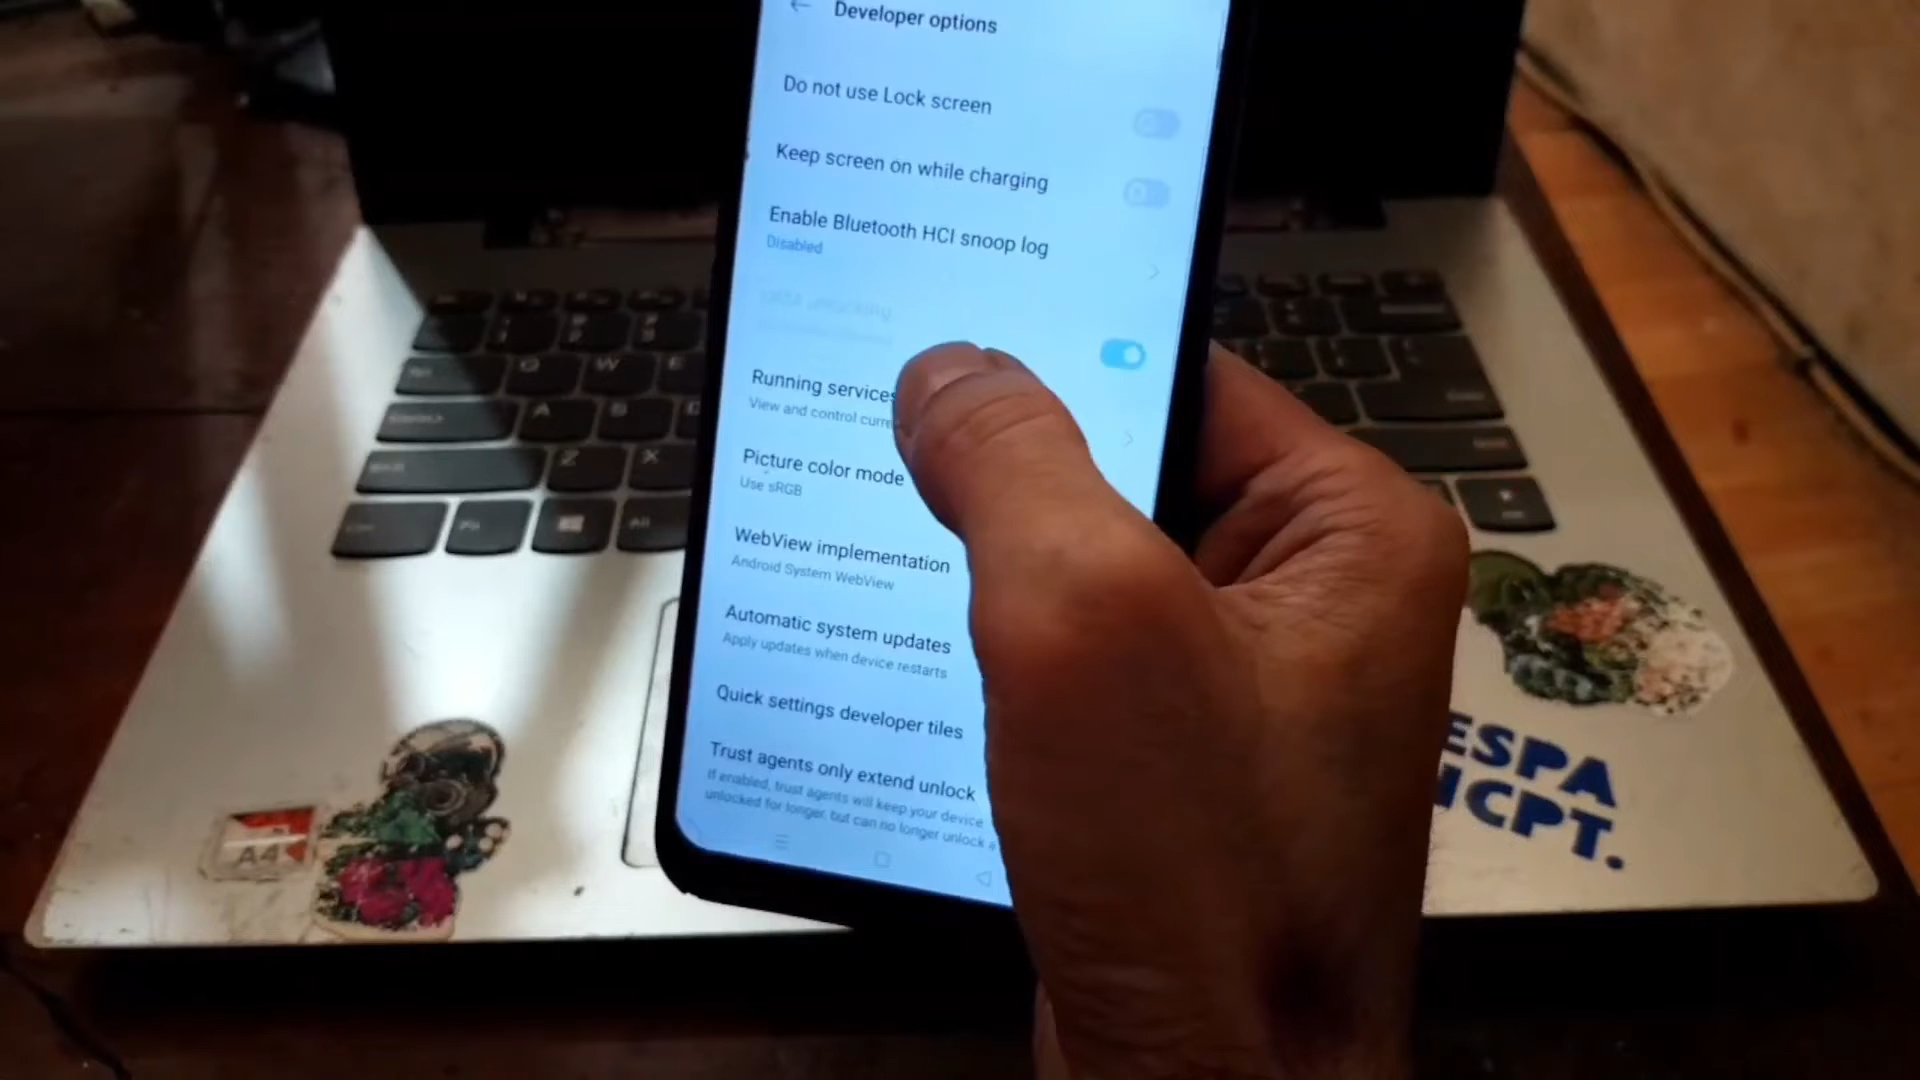 Developer options
Do not use Lock screen
Keep screen on while charging
Enable Bluetooth HCI snoop log
Disabled
Running services
View and control
Picture color mode
Use sRGB
WebView implementation
Android System WebView
Automatic system updates
Apply updates when device restarts
Quick settings developer tiles
Trust agents only extend unlock
If enabled, trust agents will keep your device
unlocked for longer, but can no longer unlock a
Q W E
A S
Z X
Fn
Alt
A4
ESPA
NCPT.